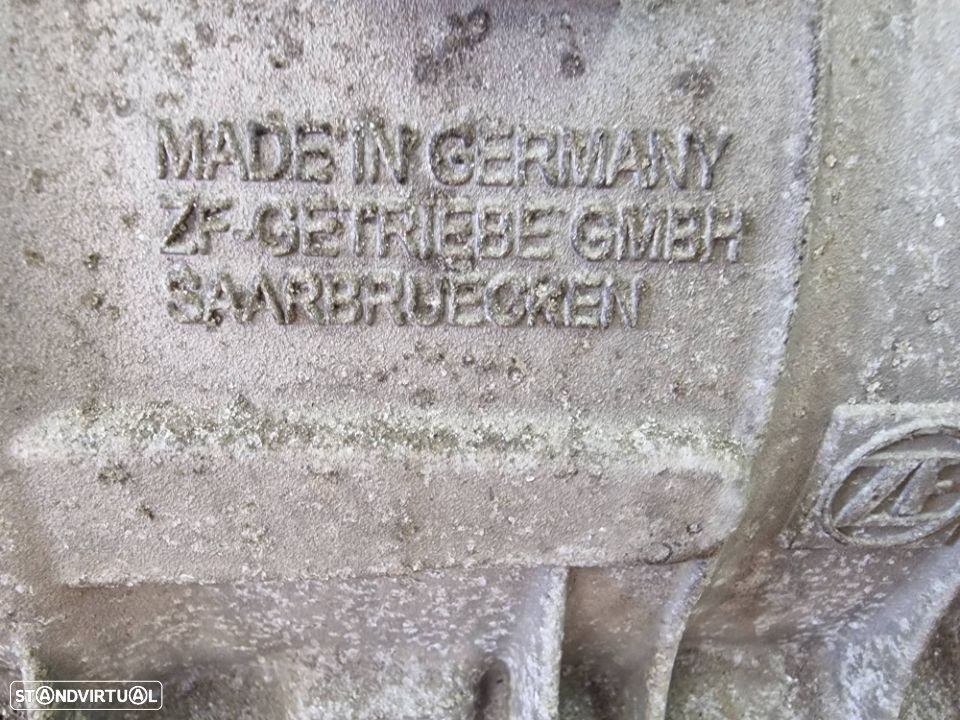 MADE IN GERMANY
ZF-GETRIEBE GMBH
SAARBRUECKEN
ZF
STANDVIRTUAL